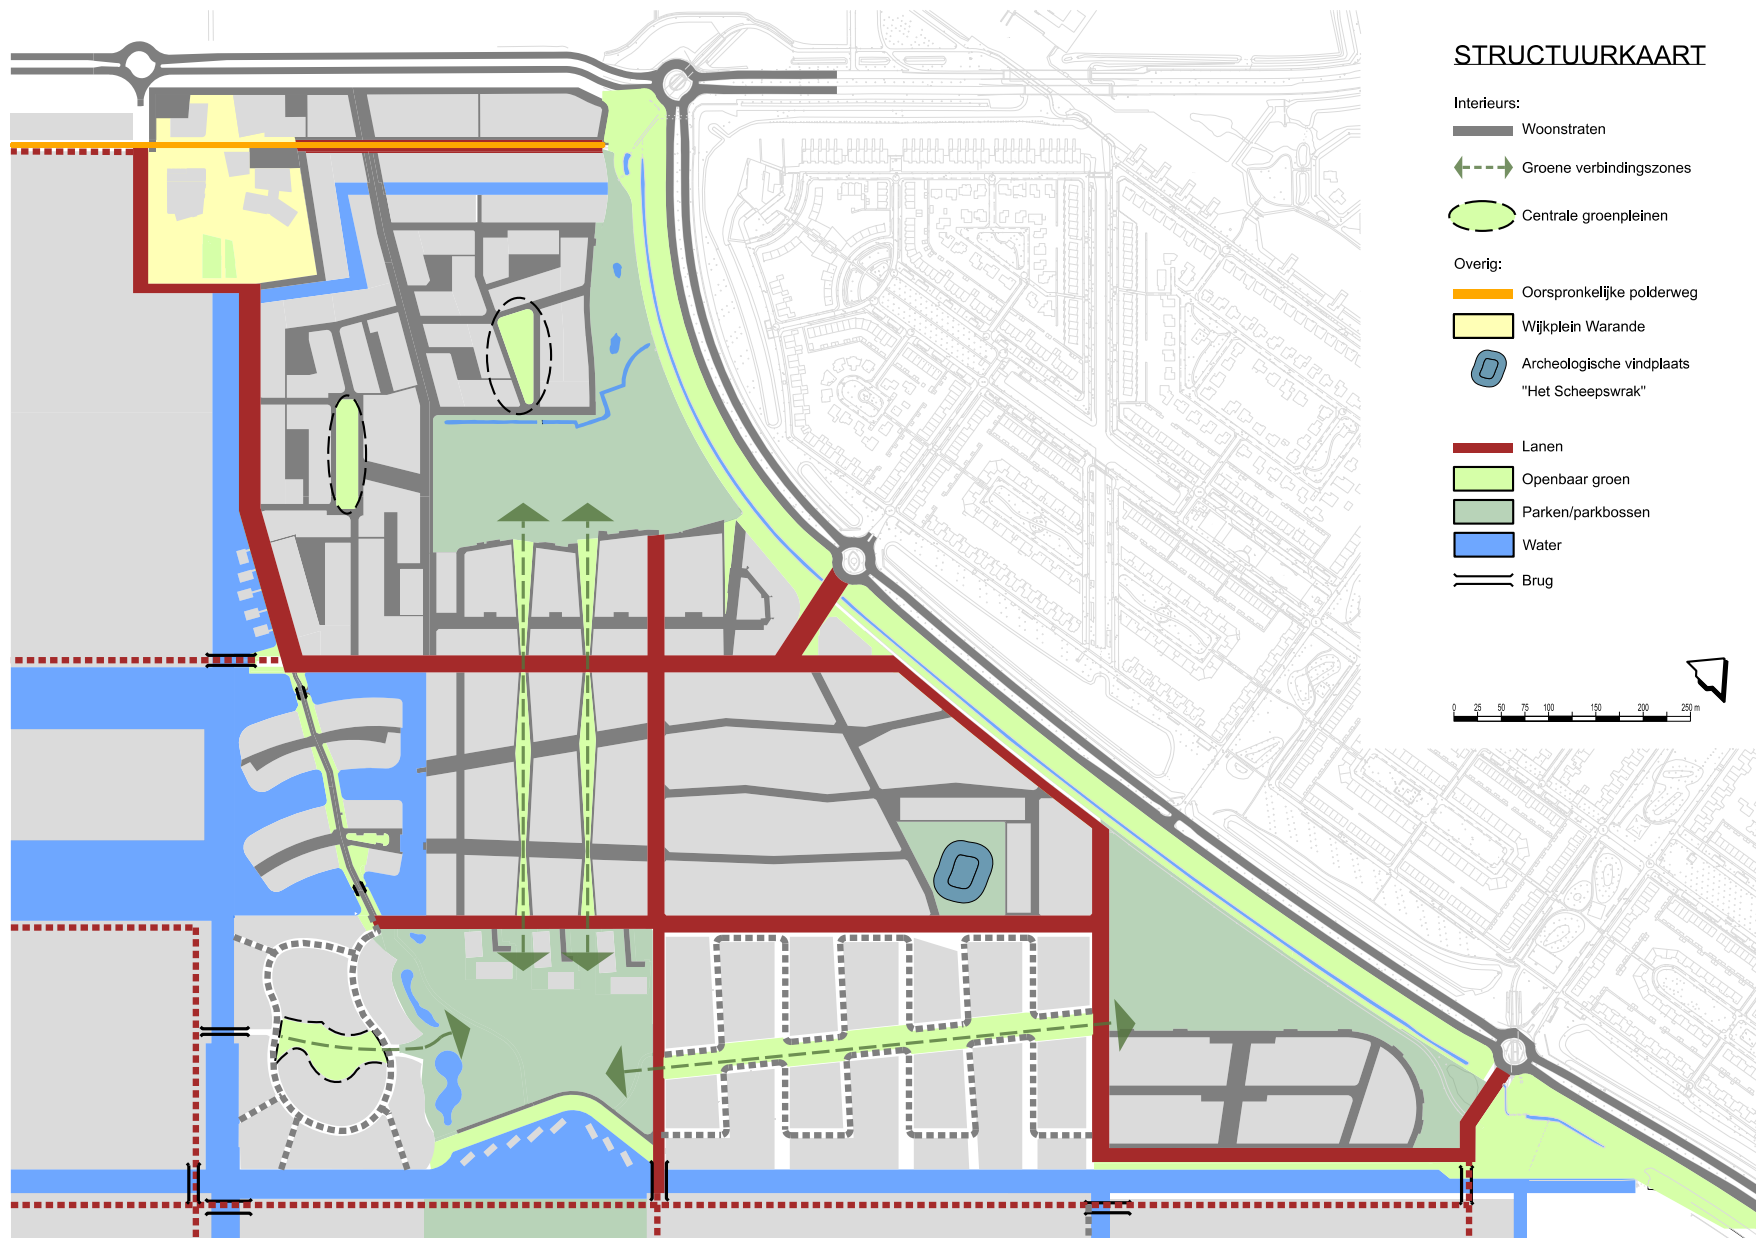 STRUCTUURKAART
Interieurs:
Woonstraten
Groene verbindingszones
Centrale groenpleinen
Overig:
Oorspronkelijke polderweg
Wijkplein Warande
Archeologische vindplaats
"Het Scheepswrak"
Lanen
Openbaar groen
Parken/parkbossen
Water
Brug
0 25 50 75 100 150 200 250 m